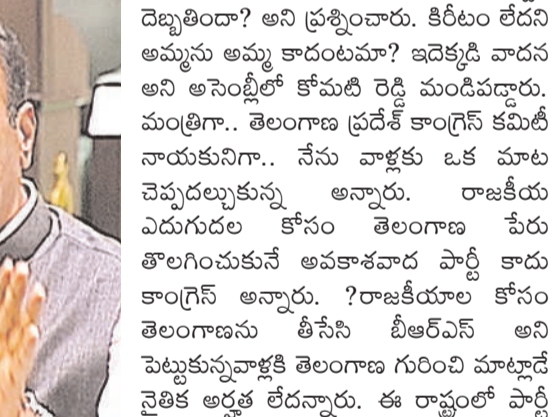 దెబ్బతిందా? అని ప్రశ్నించారు. కిరీటం లేదని
అమ్మను అమ్మ కాదంటమా? ఇదెక్కడి వాదన
అని అసెంబ్లీలో కోమటి రెడ్డి మండిపడ్డారు.
మంత్రిగా.. తెలంగాణ ప్రదేశ్ కాంగ్రెస్ కమిటీ
నాయకునిగా.. నేను వాళ్లకు ఒక మాట
చెప్పదల్చుకున్న అన్నారు. రాజకీయ
ఎదుగుదల కోసం తెలంగాణ పేరు
తొలగించుకునే అవకాశవాద పార్టీ కాదు
కాంగ్రెస్ అన్నారు. ?రాజకీయాల కోసం
తెలంగాణను తీసేసి బీఆర్ఎస్ అని
పెట్టుకున్నవాళ్లకి తెలంగాణ గురించి మాట్లాడే
నైతిక అర్హత లేదన్నారు. ఈ రాష్ట్రంలో పార్టీ